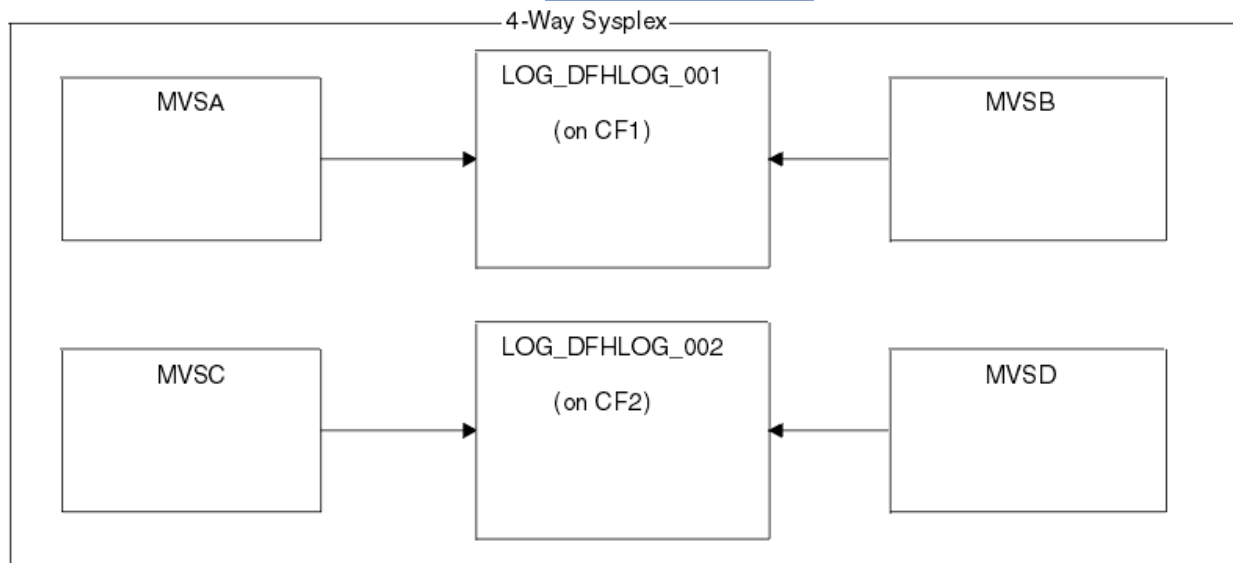 4-Way Sysplex
MVSA
LOG_DFHLOG_001
(on CF1)
MVSB
MVSC
LOG_DFHLOG_002
(on CF2)
MVSD